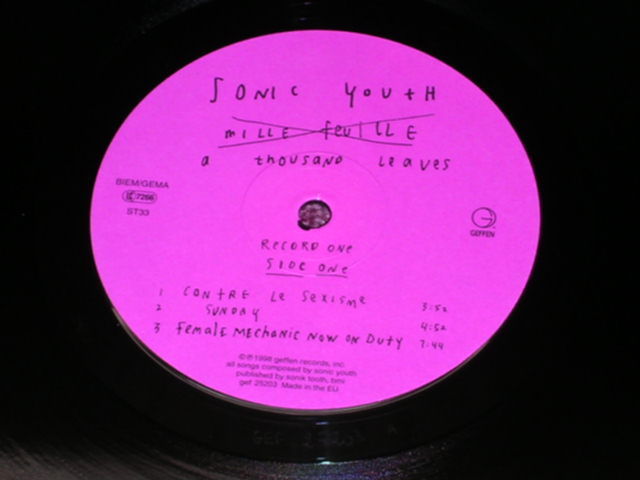 SONIC YOUTH
mille feuille
a thousand leaves
BIEM/GEMA
LC 7266
ST33
G
GEFFEN
RECORD ONE
SIDE ONE
1 CONTRE Le SEXISME 3:52
2 SUNDAY 4:52
3 Female MECHANIC NOW ON DUTY 7:44
©℗1998 geffen records, inc.
all songs composed by sonic youth
published by sonik tooth, bmi
gef 25203 Made in the EU